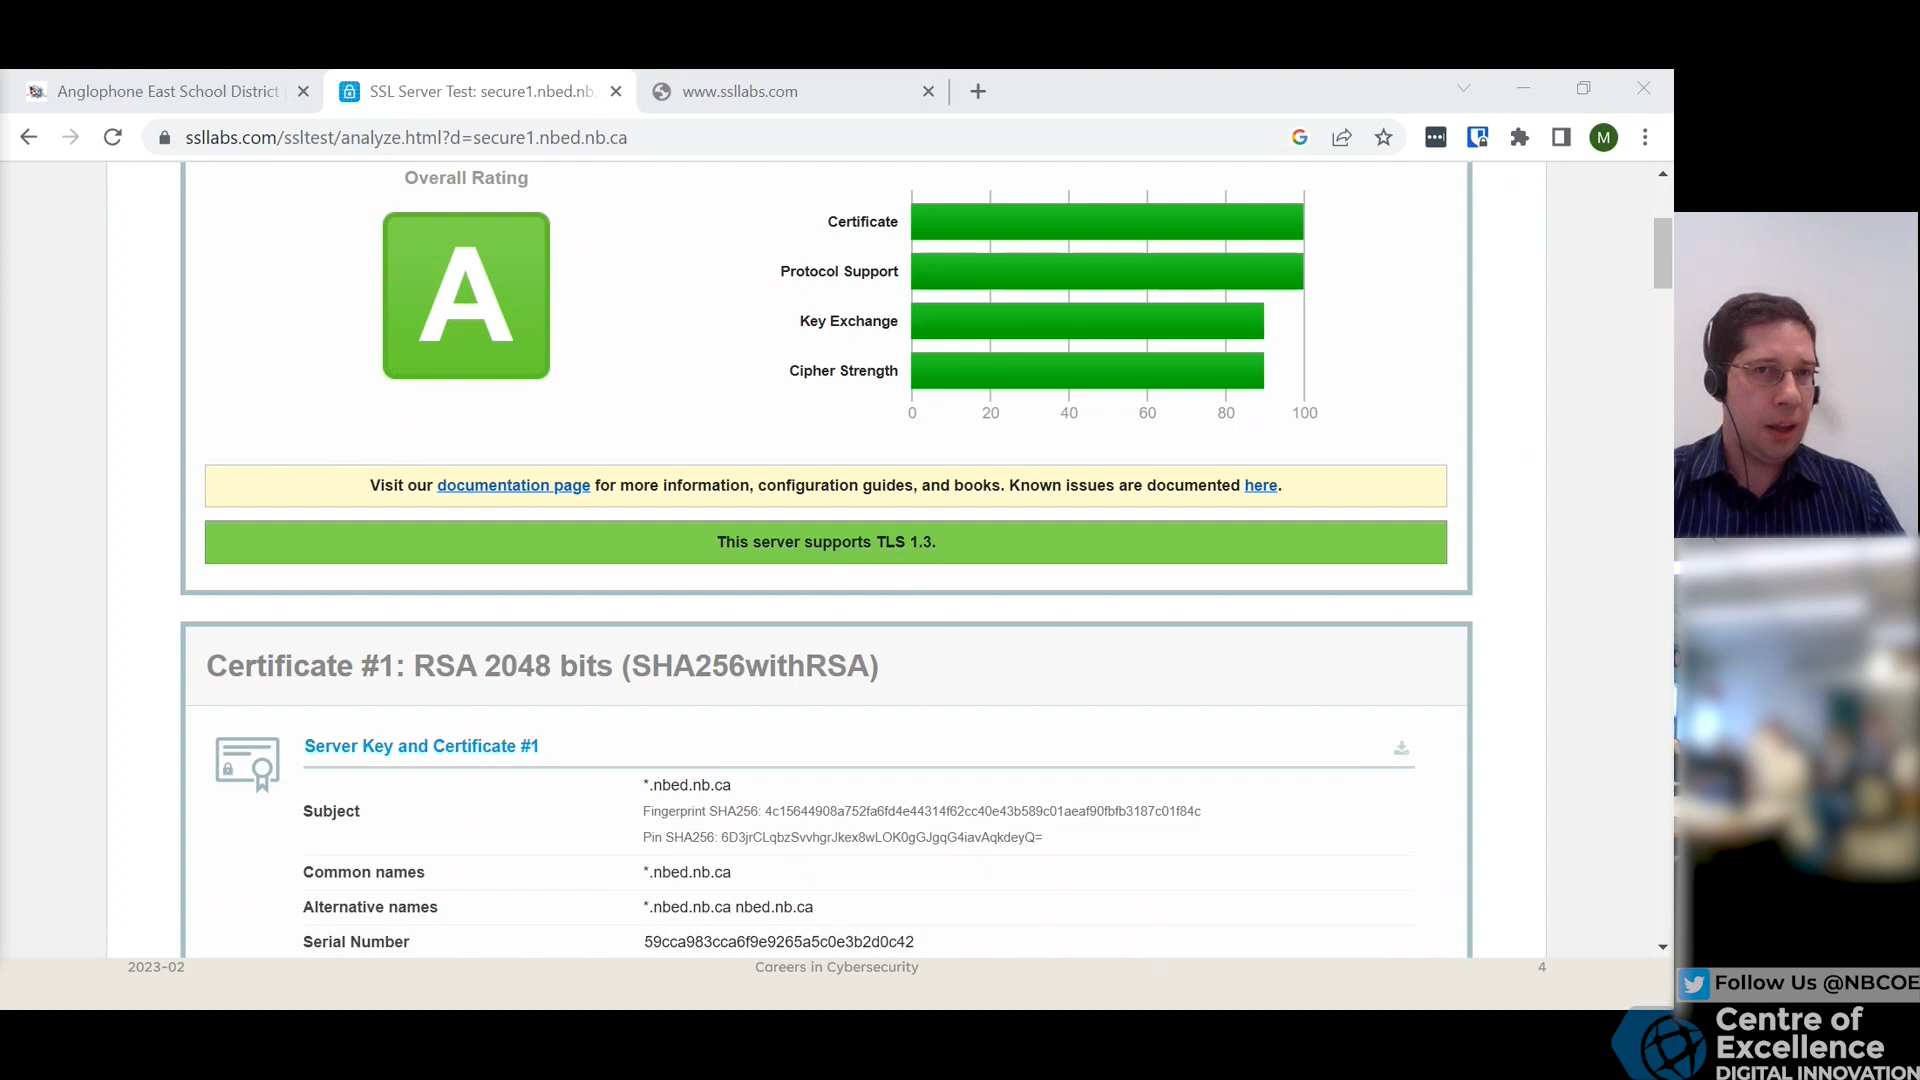 Anglophone East School District
SSL Server Test: secure1.nbed.nb.
www.ssllabs.com
ssllabs.com/ssltest/analyze.html?d=secure1.nbed.nb.ca
M
Overall Rating
A
Certificate
Protocol Support
Key Exchange
Cipher Strength
0 20 40 60 80 100
Visit our documentation page for more information, configuration guides, and books. Known issues are documented here.
This server supports TLS 1.3.
Certificate #1: RSA 2048 bits (SHA256withRSA)
Server Key and Certificate #1
Subject
*.nbed.nb.ca
Fingerprint SHA256: 4c15644908a752fa6fd4e44314f62cc40e43b589c01aeaf90fbfb3187c01f84c
Pin SHA256: 6D3jrCLqbzSvvhgrJkex8wLOK0gGJgqG4iavAqkdeyQ=
Common names *.nbed.nb.ca
Alternative names *.nbed.nb.ca nbed.nb.ca
Serial Number 59cca983cca6f9e9265a5c0e3b2d0c42
2023-02 Careers in Cybersecurity 4
Follow Us @NBCOE
Centre of
Excellence
DIGITAL INNOVATION